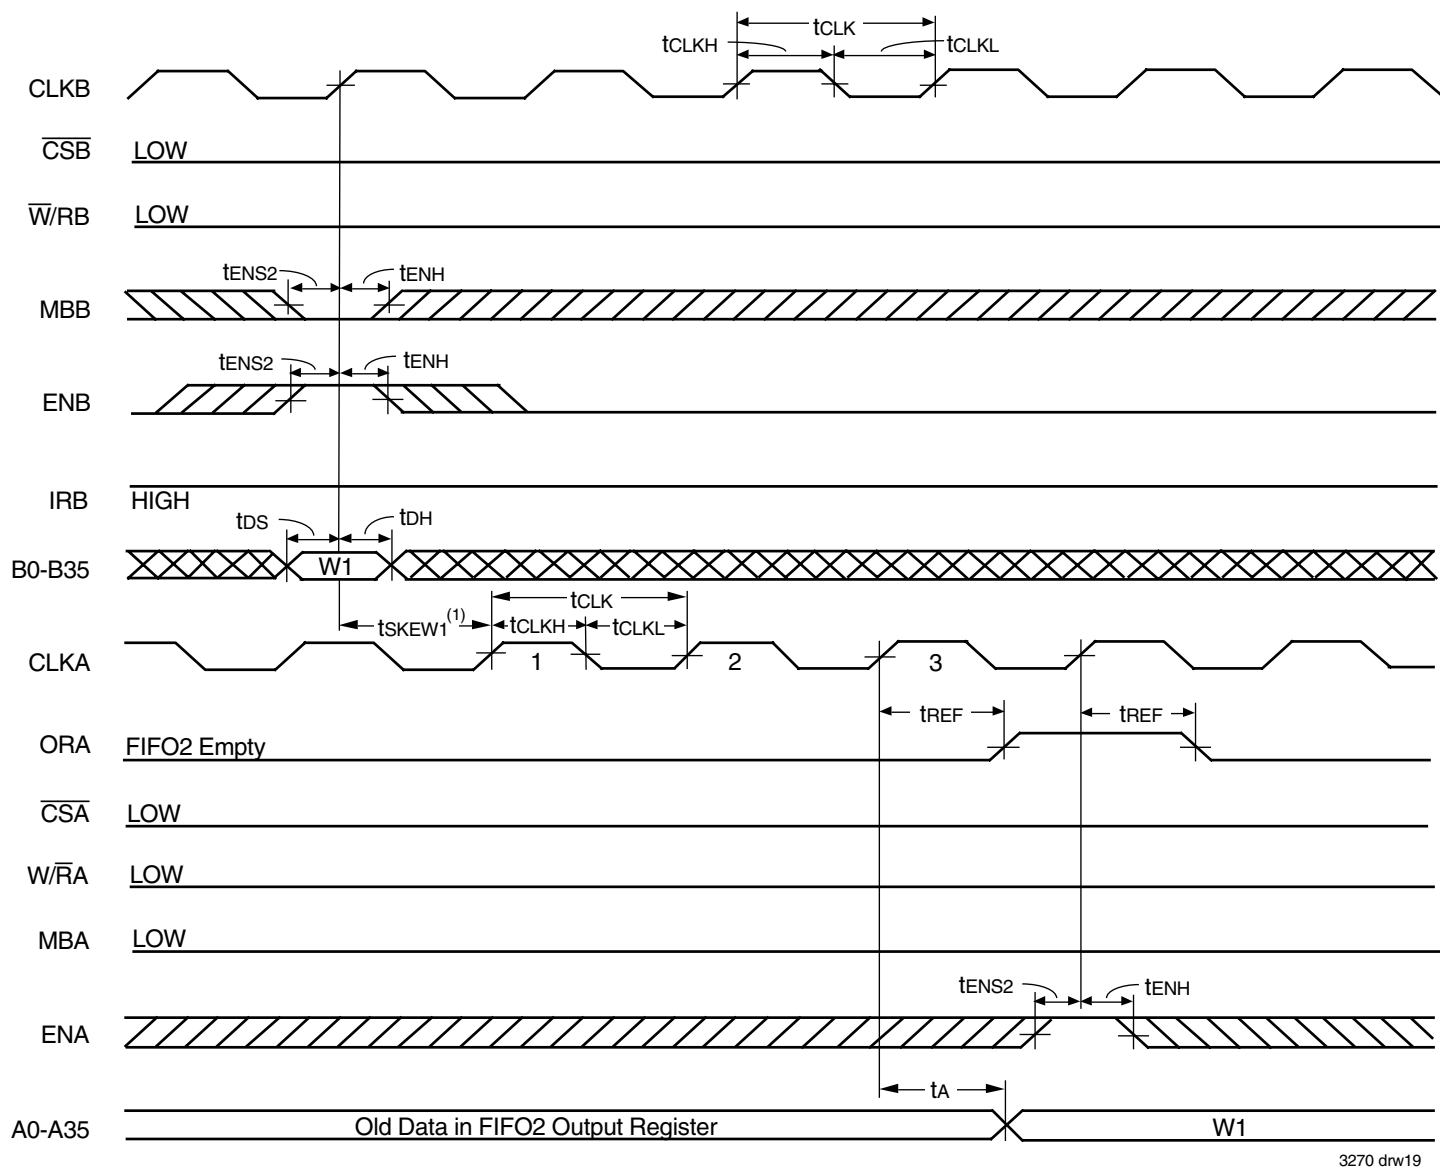 tCLK
tCLKH
tCLKL
CLKB
CSB LOW
W/RB LOW
tENS2 tENH
MBB
tENS2 tENH
ENB
IRB HIGH
tDS tDH
B0-B35 W1
tCLK
tSKEW1(1) tCLKH tCLKL
CLKA 1 2 3
tREF tREF
ORA FIFO2 Empty
CSA LOW
W/RA LOW
MBA LOW
tENS2 tENH
ENA
tA
A0-A35 Old Data in FIFO2 Output Register W1
3270 drw19